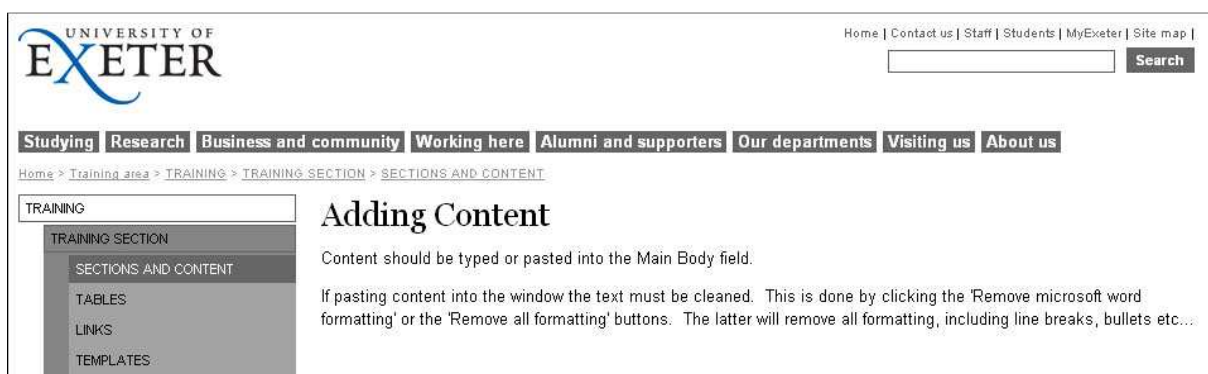 UNIVERSITY OF
EXETER
Home | Contact us | Staff | Students | MyExeter | Site map |
Search
Studying Research Business and community Working here Alumni and supporters Our departments Visiting us About us
Home > Training area > TRAINING > TRAINING SECTION > SECTIONS AND CONTENT
TRAINING
TRAINING SECTION
SECTIONS AND CONTENT
TABLES
LINKS
TEMPLATES
Adding Content
Content should be typed or pasted into the Main Body field.
If pasting content into the window the text must be cleaned. This is done by clicking the 'Remove microsoft word
formatting' or the 'Remove all formatting' buttons. The latter will remove all formatting, including line breaks, bullets etc...